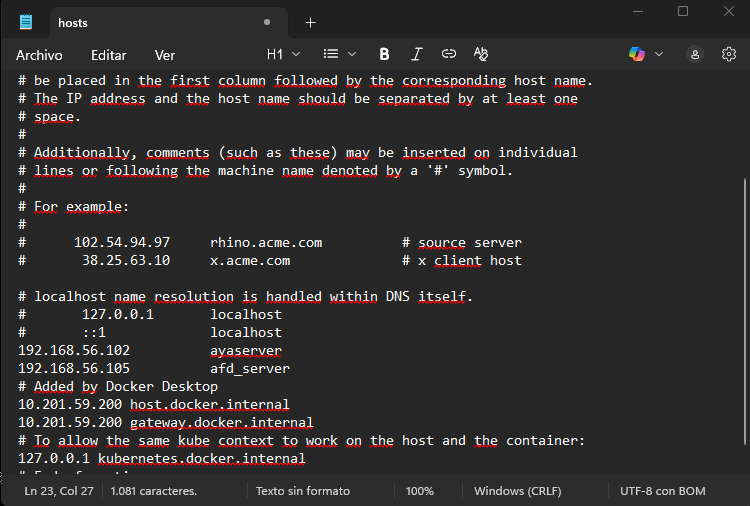 hosts
Archivo Editar Ver H1 B I
# be placed in the first column followed by the corresponding host name.
# The IP address and the host name should be separated by at least one
# space.
#
# Additionally, comments (such as these) may be inserted on individual
# lines or following the machine name denoted by a '#' symbol.
#
# For example:
#
#      102.54.94.97     rhino.acme.com          # source server
#       38.25.63.10     x.acme.com              # x client host

# localhost name resolution is handled within DNS itself.
#       127.0.0.1       localhost
#       ::1             localhost
192.168.56.102          ayaserver
192.168.56.105          afd_server
# Added by Docker Desktop
10.201.59.200 host.docker.internal
10.201.59.200 gateway.docker.internal
# To allow the same kube context to work on the host and the container:
127.0.0.1 kubernetes.docker.internal
Ln 23, Col 27 1.081 caracteres. Texto sin formato 100% Windows (CRLF) UTF-8 con BOM